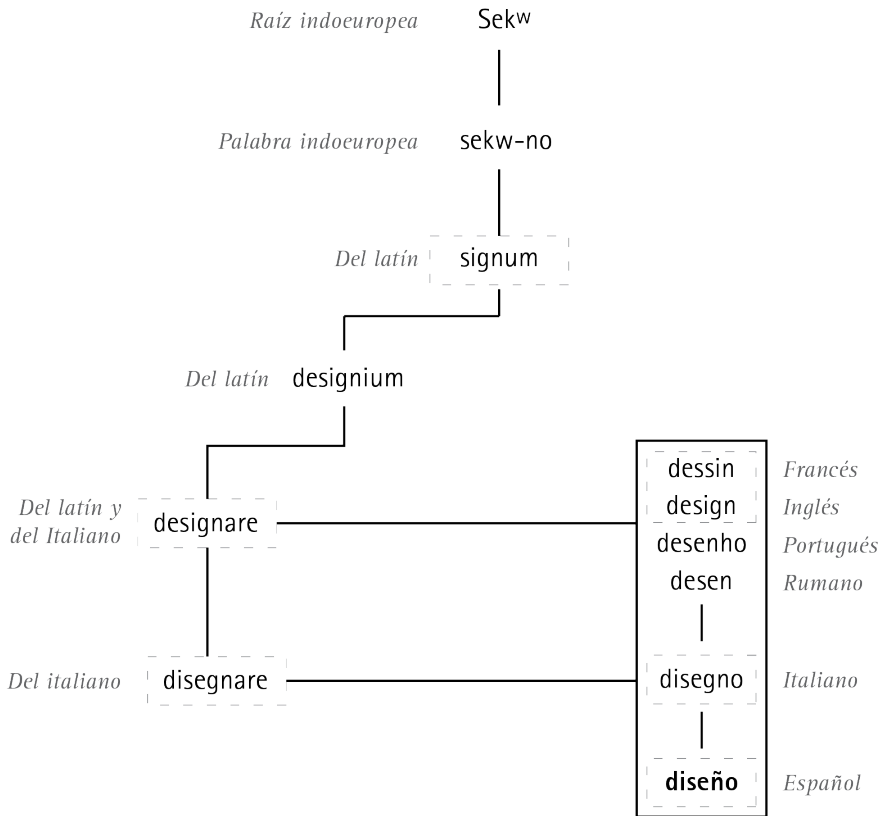 Raíz indoeuropea Sekʷ
Palabra indoeuropea sekw-no
Del latín signum
Del latín designium
dessin Francés
Del latín y
del Italiano
designare
design Inglés
desenho Portugués
desen Rumano
Del italiano disegnare
disegno Italiano
diseño Español